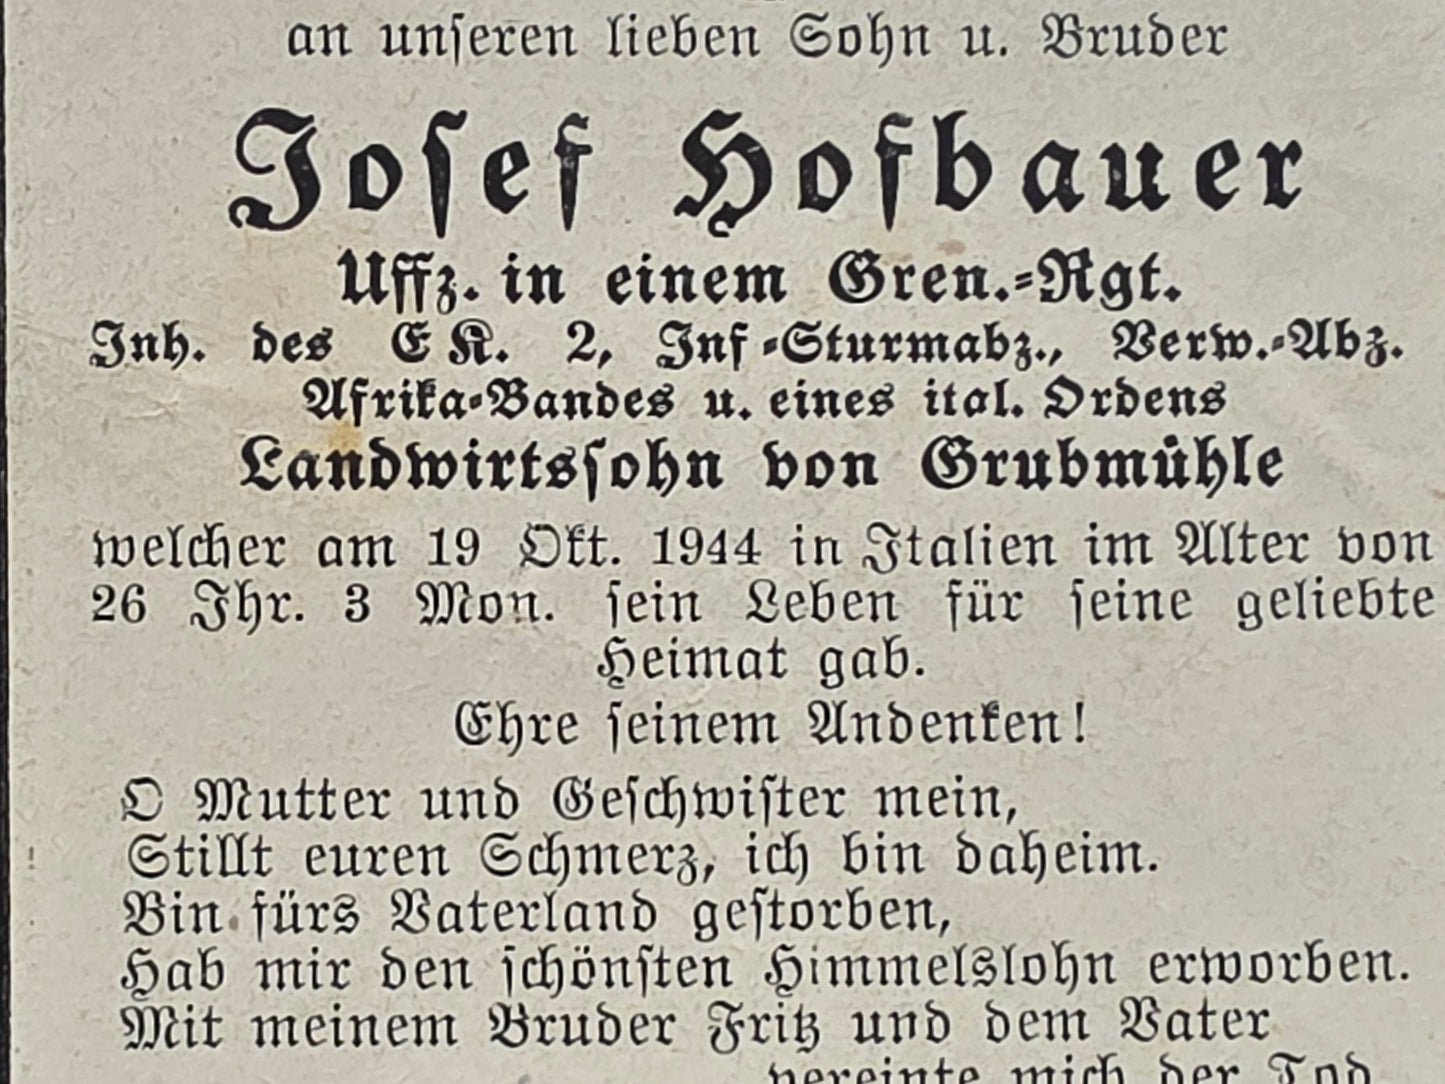 an unſeren lieben Sohn u. Bruder
Joſef Hofbauer
Uffz. in einem Gren.-Rgt.
Inh. des EK. 2, Inf-Sturmabz., Verw.-Abz.
Afrika-Bandes u. eines ital. Ordens
Landwirtsſohn von Grubmühle
welcher am 19 Okt. 1944 in Italien im Alter von
26 Jhr. 3 Mon. ſein Leben für ſeine geliebte
Heimat gab.
Ehre ſeinem Andenken!
O Mutter und Geſchwiſter mein,
Stillt euren Schmerz, ich bin daheim.
Bin fürs Vaterland geſtorben,
Hab mir den ſchönſten Himmelslohn erworben.
Mit meinem Bruder Fritz und dem Vater
vereinte mich der Tod